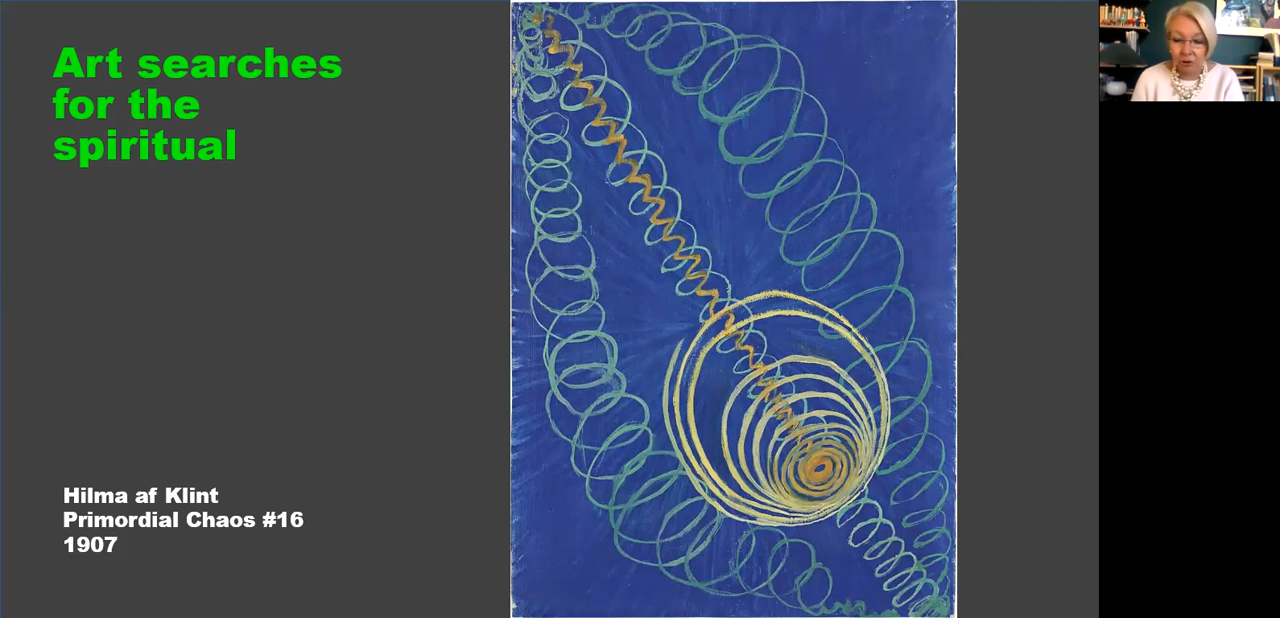 Art searches
for the
spiritual
Hilma af Klint
Primordial Chaos #16
1907